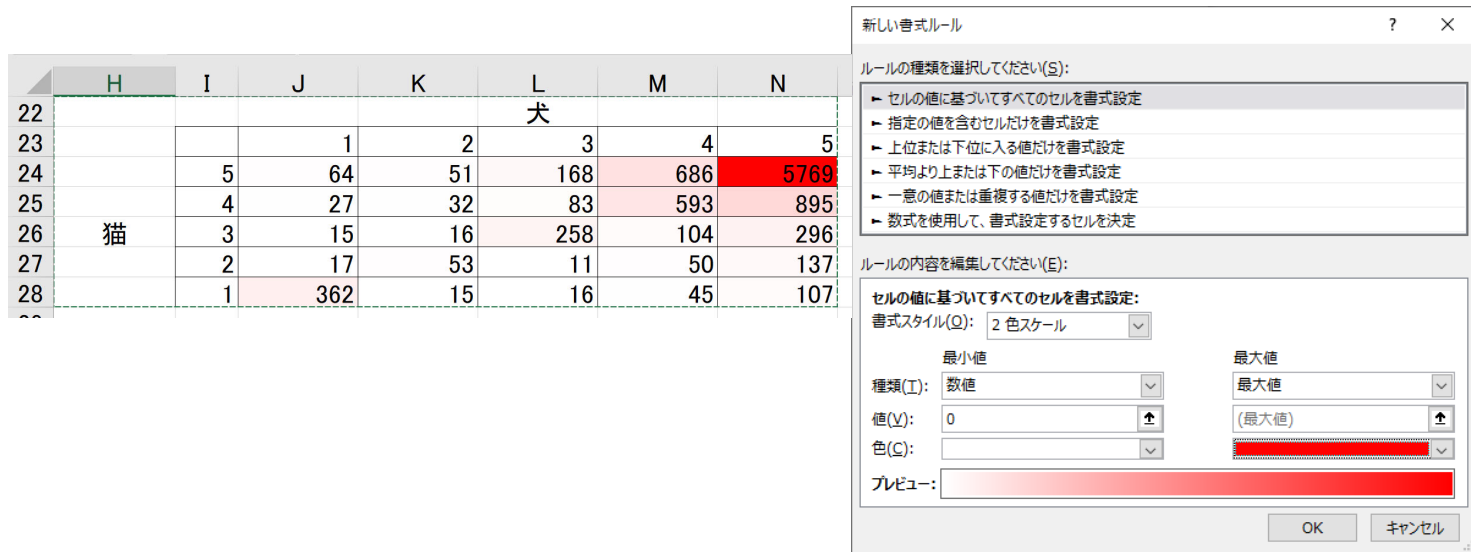 H I J K L M N
22 犬
23 1 2 3 4 5
24 5 64 51 168 686 5769
25 4 27 32 83 593 895
26 猫 3 15 16 258 104 296
27 2 17 53 11 50 137
28 1 362 15 16 45 107
新しい書式ルール ? ×
ルールの種類を選択してください(S):
► セルの値に基づいてすべてのセルを書式設定
► 指定の値を含むセルだけを書式設定
► 上位または下位に入る値だけを書式設定
► 平均より上または下の値だけを書式設定
► 一意の値または重複する値だけを書式設定
► 数式を使用して、書式設定するセルを決定
ルールの内容を編集してください(E):
セルの値に基づいてすべてのセルを書式設定:
書式スタイル(O): 2 色スケール
最小値 最大値
種類(T): 数値 最大値
値(V): 0 (最大値)
色(C):
プレビュー:
OK キャンセル